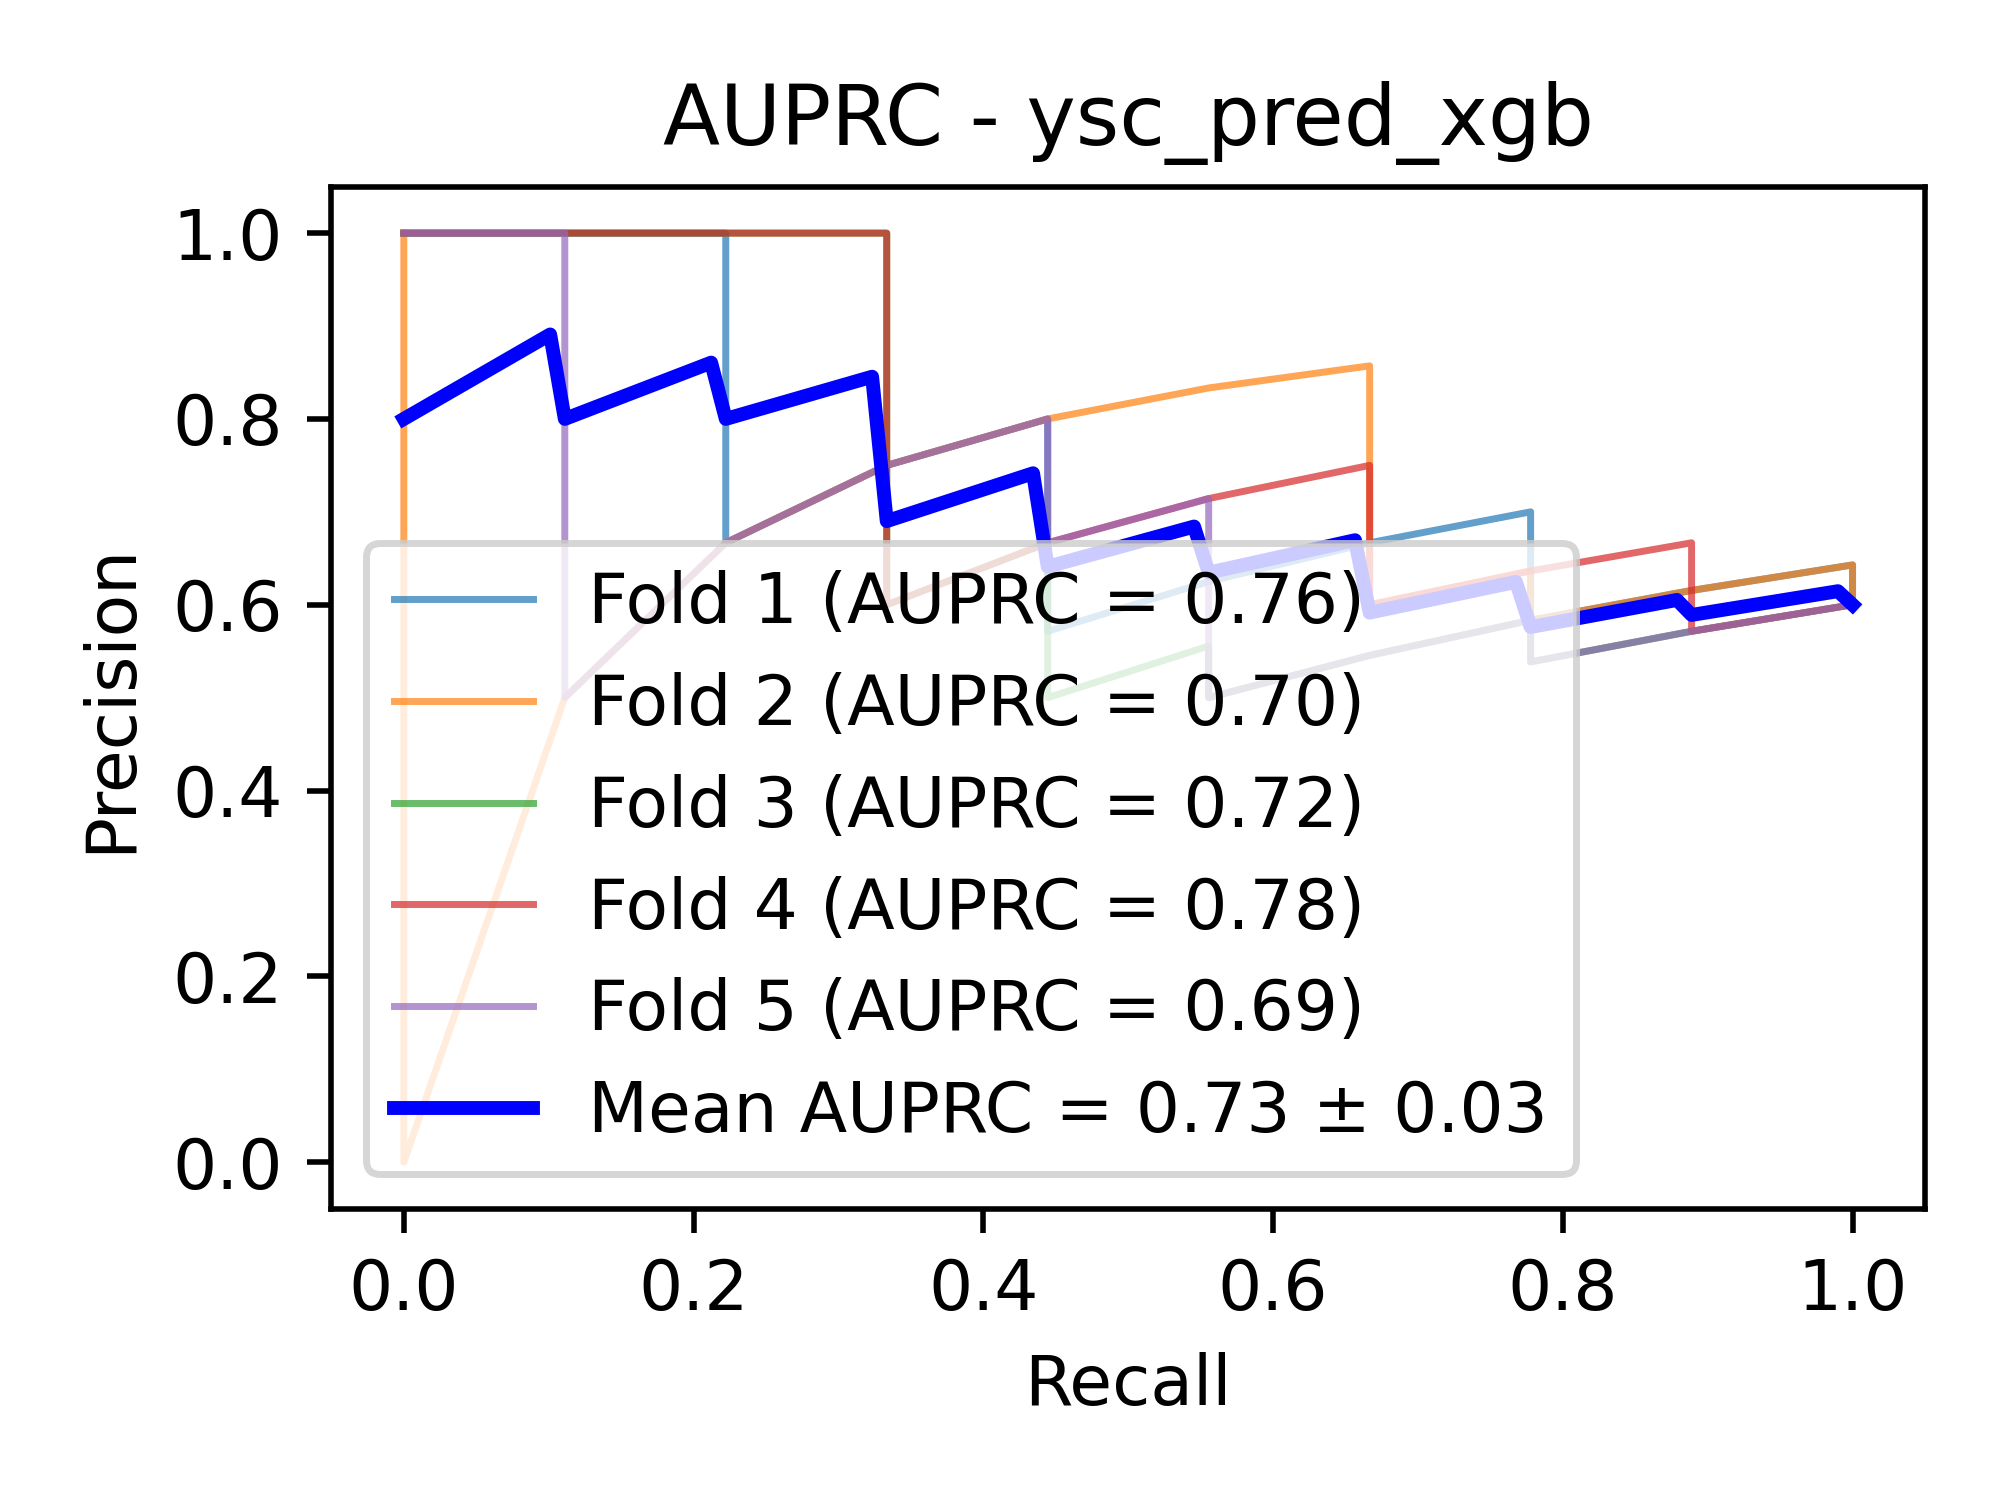 AUPRC - ysc_pred_xgb
1.0
0.8
0.6
0.4
0.2
0.0
Precision
Fold 1 (AUPRC = 0.76)
Fold 2 (AUPRC = 0.70)
Fold 3 (AUPRC = 0.72)
Fold 4 (AUPRC = 0.78)
Fold 5 (AUPRC = 0.69)
Mean AUPRC = 0.73 ± 0.03
0.0 0.2 0.4 0.6 0.8 1.0
Recall